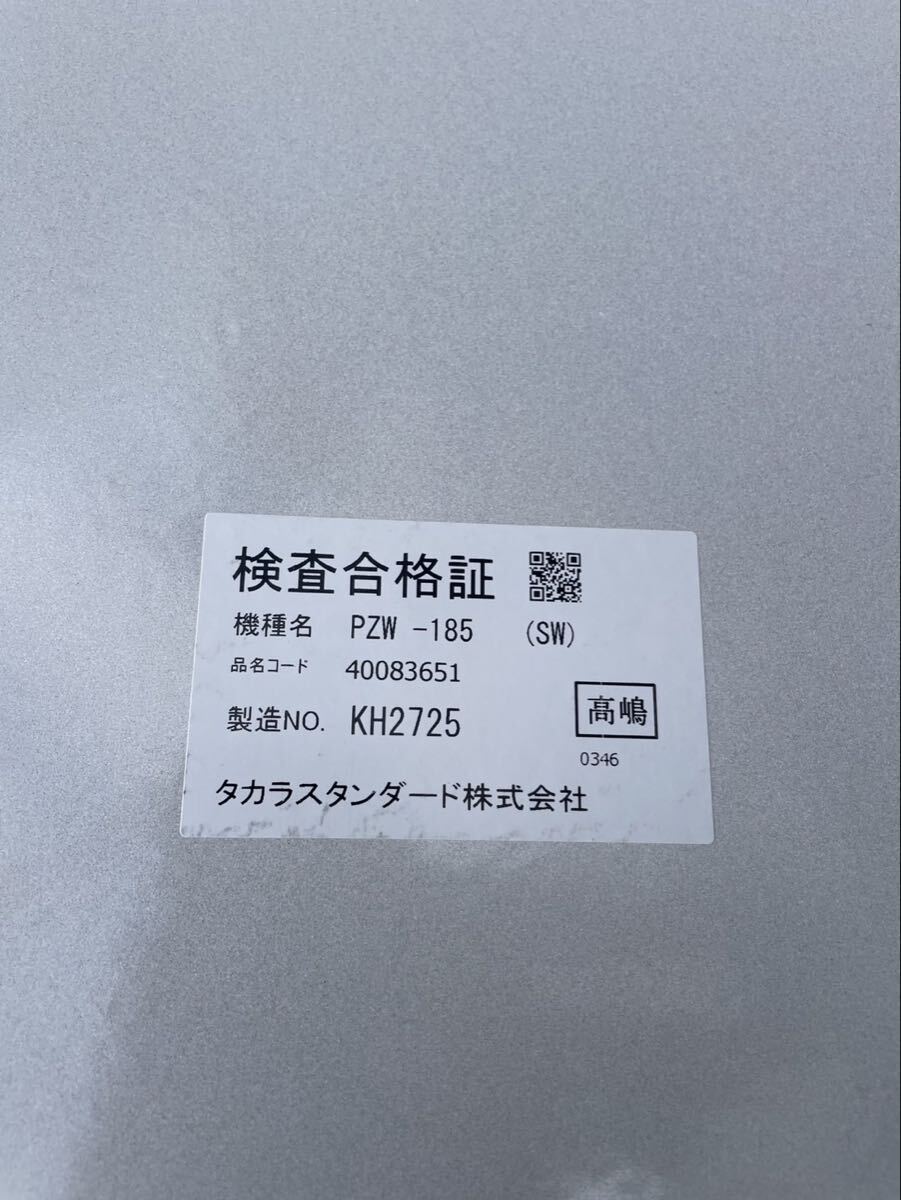 検査合格証
機種名 PZW -185 (SW)
品名コード 40083651
製造NO. KH2725
髙嶋
0346
タカラスタンダード株式会社